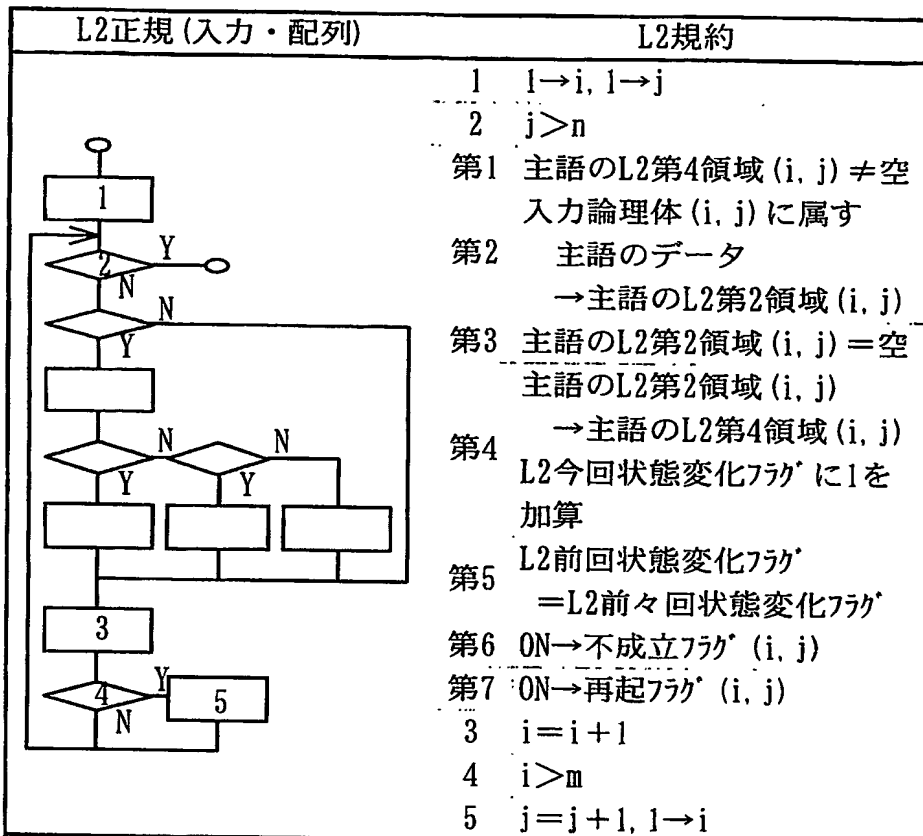 L2正規(入力・配列) L2規約
1 1→i, 1→j
2 j>n
第1 主語のL2第4領域(i, j)≠空
入力論理体(i, j)に属す
第2 主語のデータ
→主語のL2第2領域(i, j)
第3 主語のL2第2領域(i, j)=空
主語のL2第2領域(i, j)
→主語のL2第4領域(i, j)
第4
L2今回状態変化ﾌﾗｸﾞに1を
加算
L2前回状態変化ﾌﾗｸﾞ
第5
=L2前々回状態変化ﾌﾗｸﾞ
第6 ON→不成立ﾌﾗｸﾞ(i, j)
第7 ON→再起ﾌﾗｸﾞ(i, j)
3 i=i+1
4 i>m
5 j=j+1, 1→i
1
Y
2
N
N
Y
N
N
Y
Y
3
Y
4
5
N